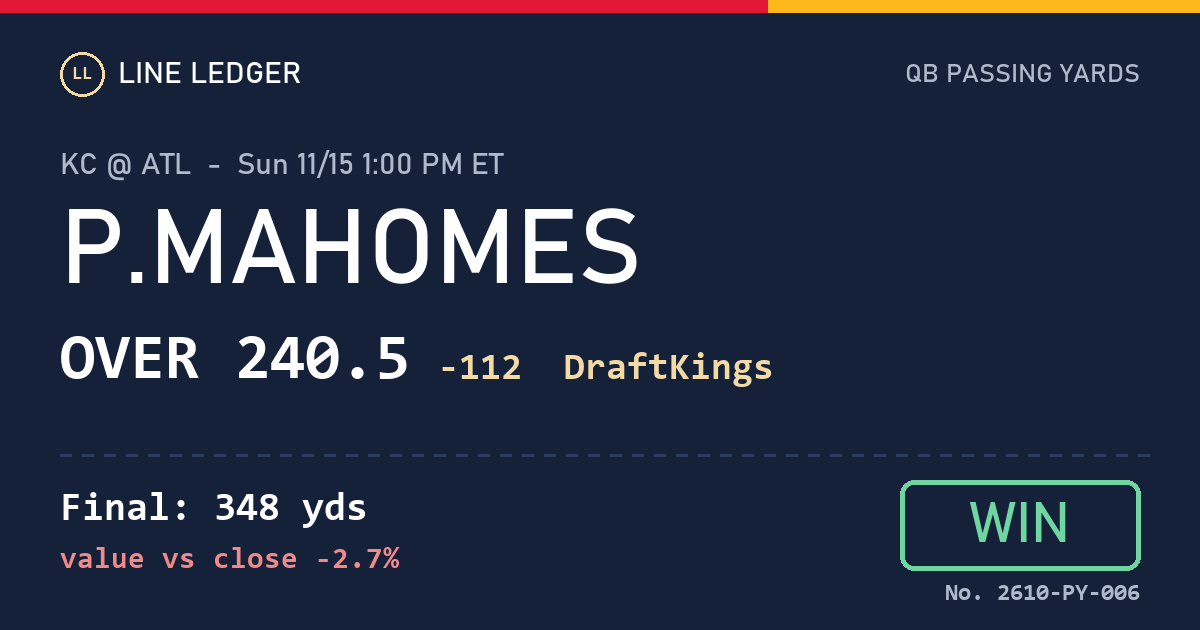 LL LINE LEDGER
QB PASSING YARDS
KC @ ATL - Sun 11/15 1:00 PM ET
P.MAHOMES
OVER 240.5 -112 DraftKings
Final: 348 yds
WIN
value vs close -2.7%
No. 2610-PY-006